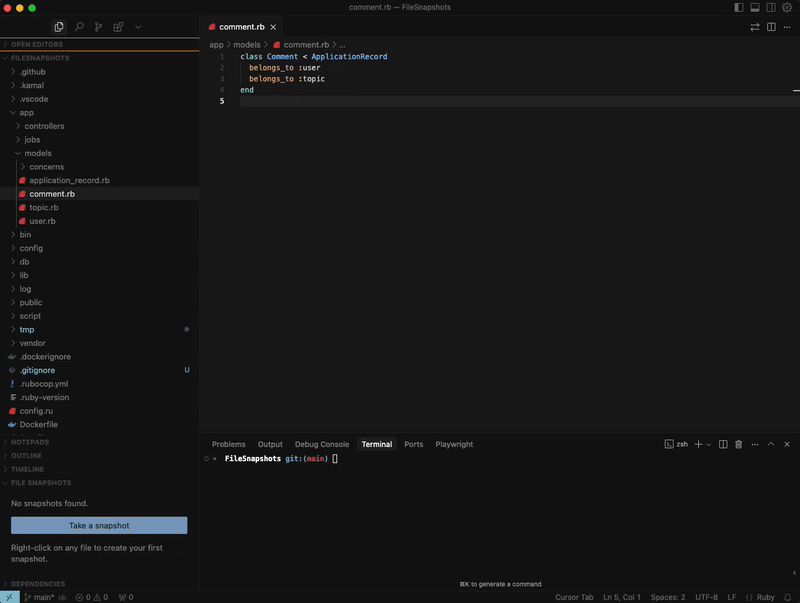 comment.rb — FileSnapshots
OPEN EDITORS
FILESNAPSHOTS
.github
.kamal
.vscode
app
controllers
jobs
models
concerns
application_record.rb
comment.rb
topic.rb
user.rb
bin
config
db
lib
log
public
script
tmp
vendor
.dockerignore
.gitignore U
.rubocop.yml
.ruby-version
config.ru
Dockerfile
NOTEPADS
OUTLINE
TIMELINE
FILE SNAPSHOTS
No snapshots found.
Take a snapshot
Right-click on any file to create your first
snapshot.
DEPENDENCIES
comment.rb
app > models > comment.rb > ...
1 class Comment < ApplicationRecord
2 belongs_to :user
3 belongs_to :topic
4 end
5
Problems Output Debug Console Terminal Ports Playwright zsh
FileSnapshots git:(main)
⌘K to generate a command
main* 0 0 0 Cursor Tab Ln 5, Col 1 Spaces: 2 UTF-8 LF Ruby